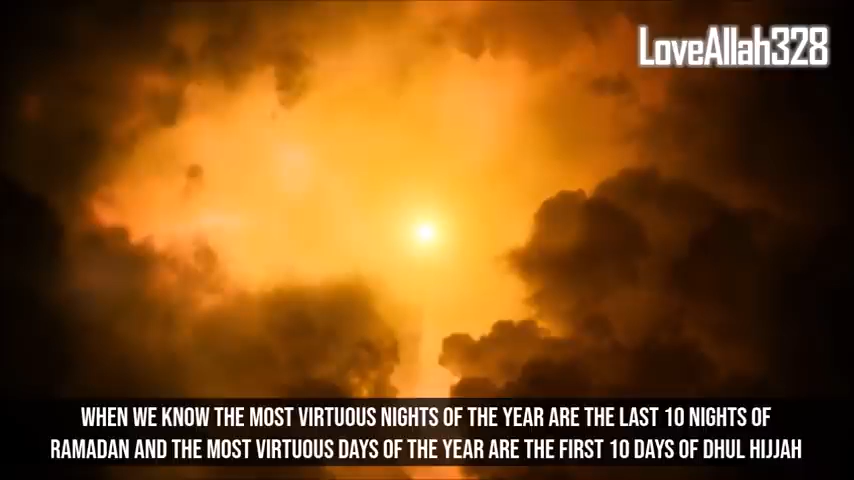 LoveAllah328
WHEN WE KNOW THE MOST VIRTUOUS NIGHTS OF THE YEAR ARE THE LAST 10 NIGHTS OF
RAMADAN AND THE MOST VIRTUOUS DAYS OF THE YEAR ARE THE FIRST 10 DAYS OF DHUL HIJJAH